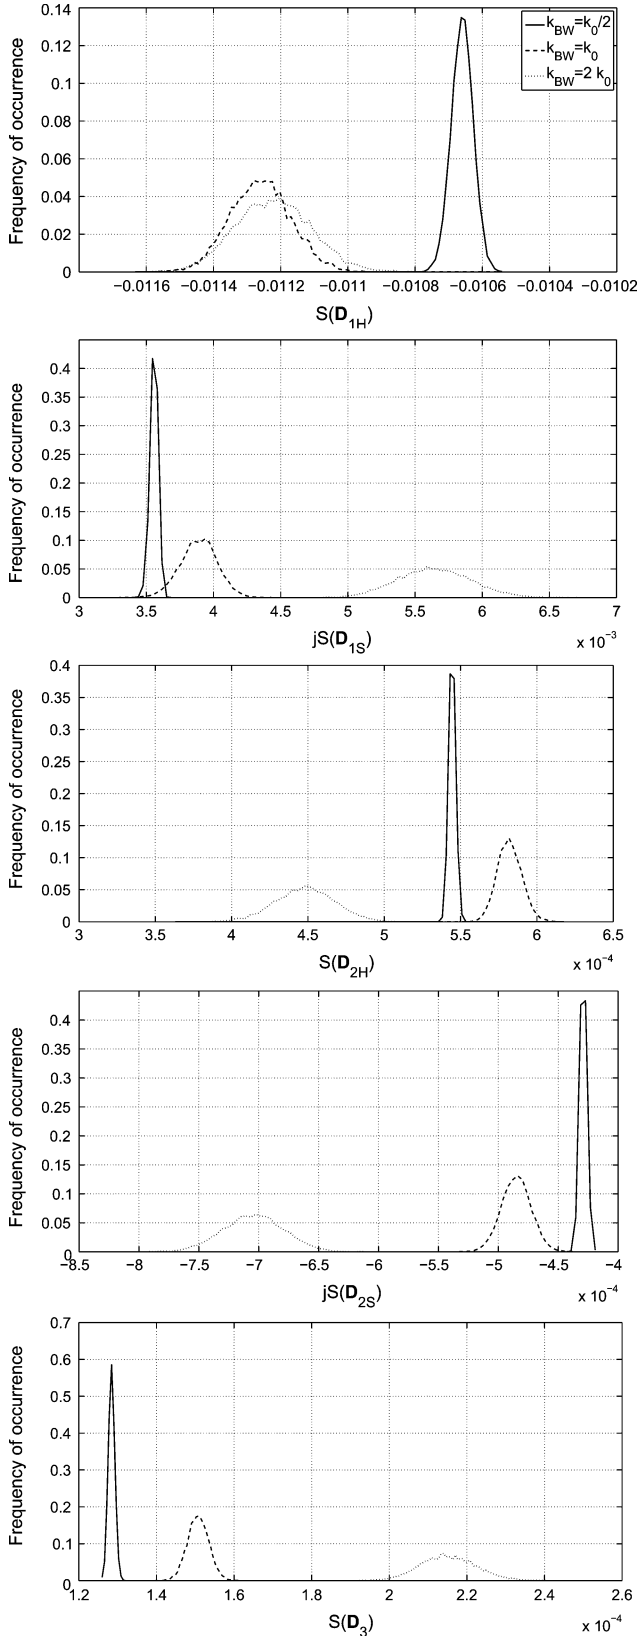 Frequency of occurrence
0.14
0.12
0.1
0.08
0.06
0.04
0.02
0
k_BW=k_0/2
k_BW=k_0
k_BW=2 k_0
−0.0116 −0.0114 −0.0112 −0.011 −0.0108 −0.0106 −0.0104 −0.0102
S(D_1H)
Frequency of occurrence
0.4
0.35
0.3
0.25
0.2
0.15
0.1
0.05
0
3 3.5 4 4.5 5 5.5 6 6.5 7
jS(D_1S) x 10^−3
Frequency of occurrence
0.4
0.35
0.3
0.25
0.2
0.15
0.1
0.05
0
3 3.5 4 4.5 5 5.5 6 6.5
S(D_2H) x 10^−4
Frequency of occurrence
0.4
0.35
0.3
0.25
0.2
0.15
0.1
0.05
0
−8.5 −8 −7.5 −7 −6.5 −6 −5.5 −5 −4.5 −4
jS(D_2S) x 10^−4
Frequency of occurrence
0.7
0.6
0.5
0.4
0.3
0.2
0.1
0
1.2 1.4 1.6 1.8 2 2.2 2.4 2.6
S(D_3) x 10^−4